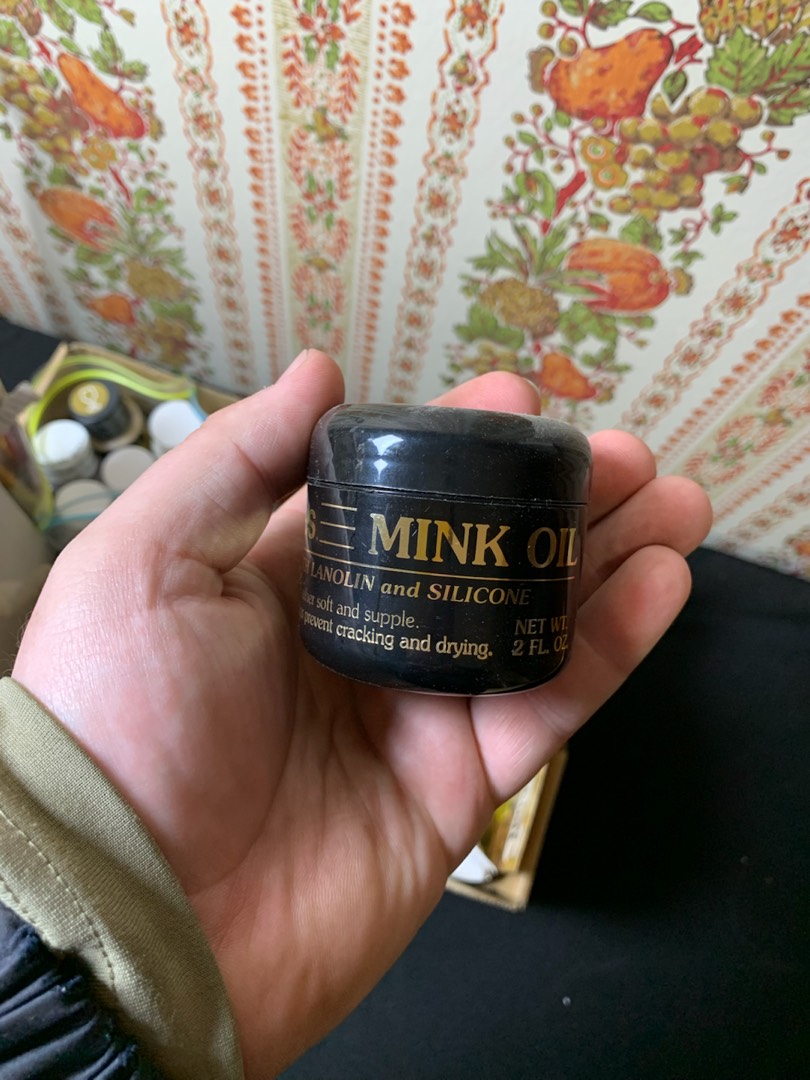 MINK OIL
LANOLIN and SILICONE
soft and supple.
prevent cracking and drying.
NET WT.
2 FL. OZ.